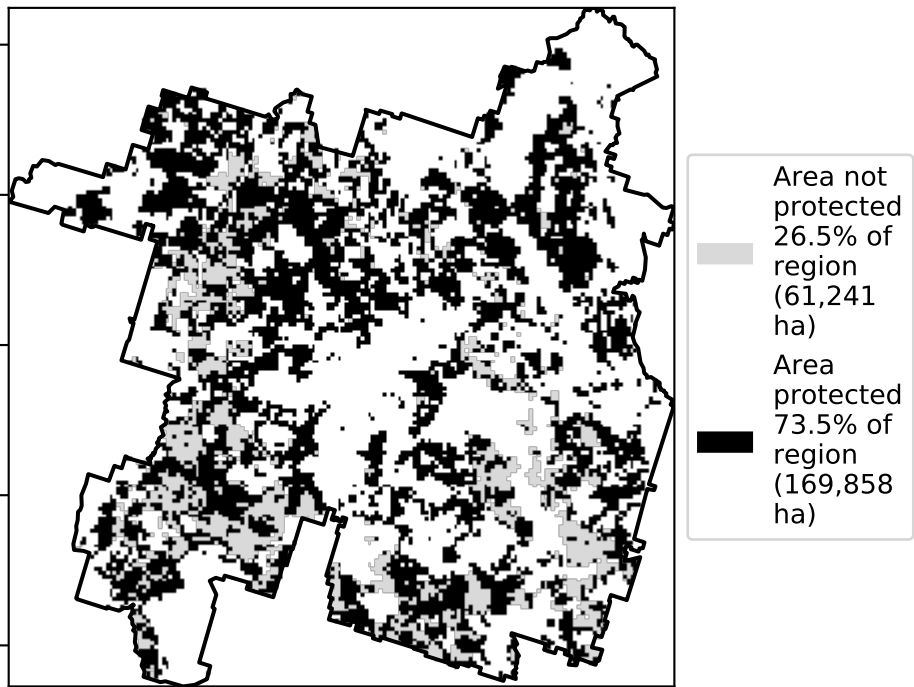 Area not
protected
26.5% of
region
(61,241
ha)
Area
protected
73.5% of
region
(169,858
ha)